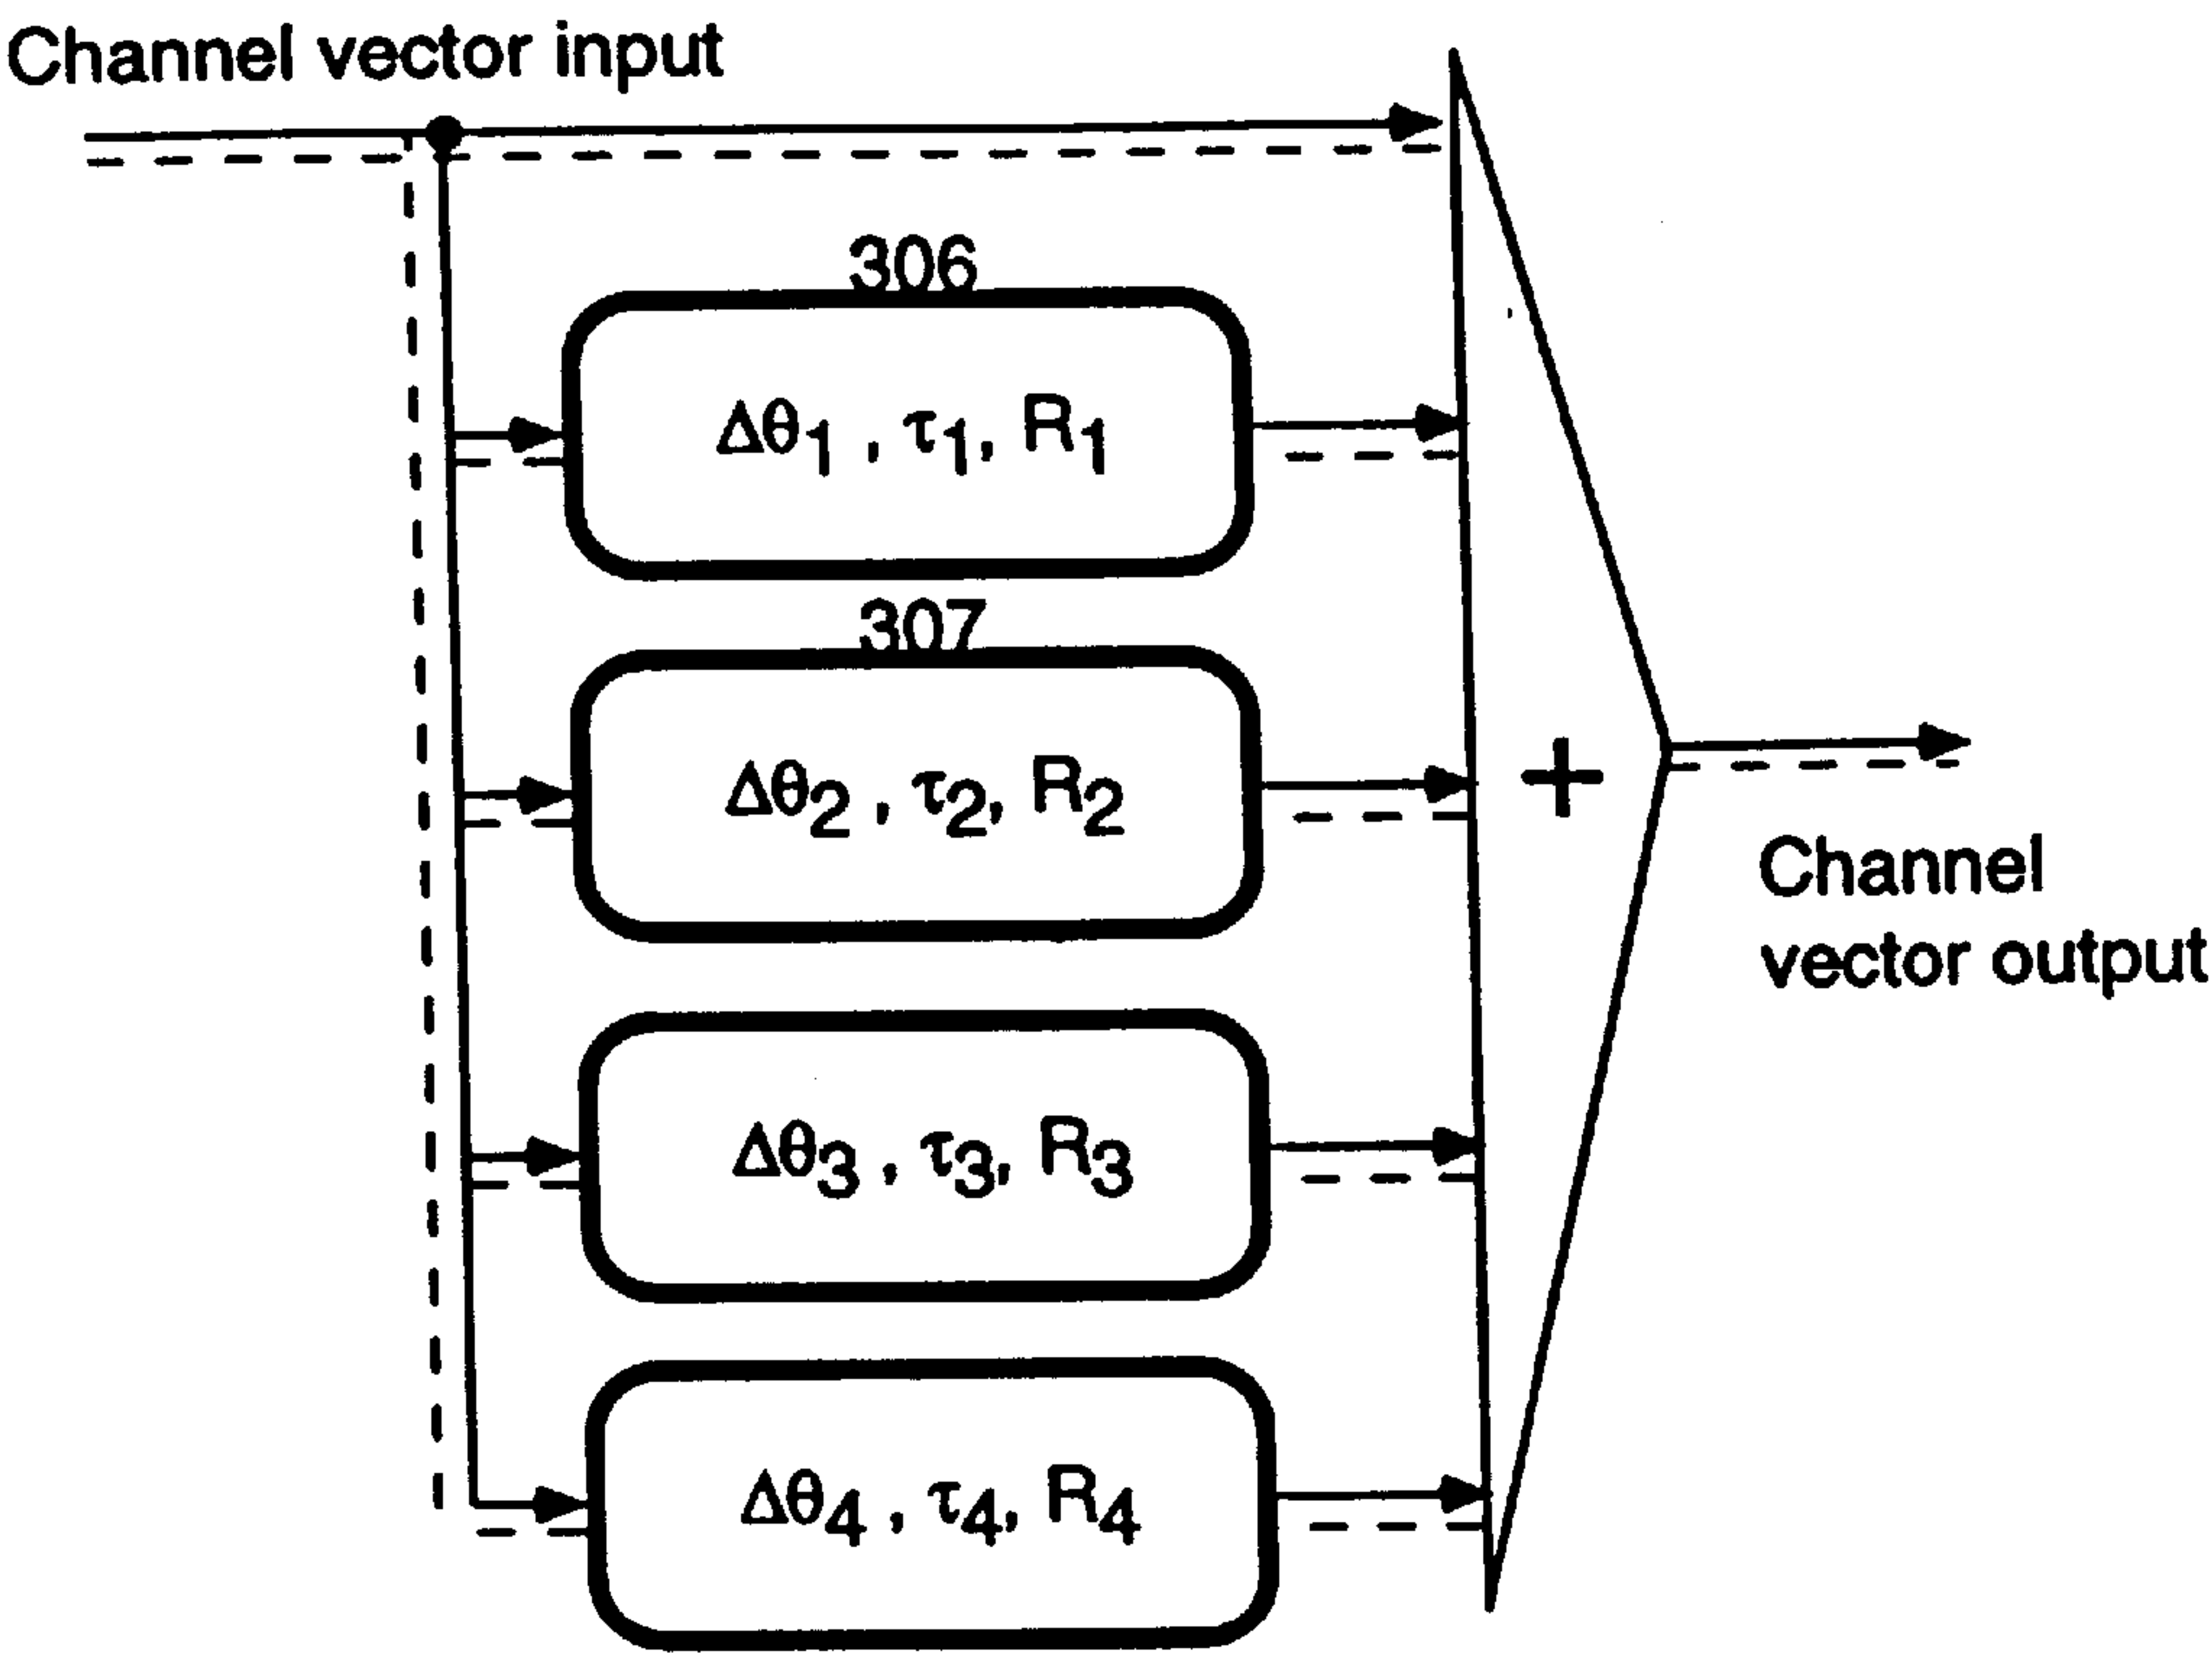 Channel vector input
306
Δθ1 , τ1, R1
307
Δθ2 , τ2, R2
+
Channel
vector output
Δθ3 , τ3, R3
Δθ4 , τ4, R4